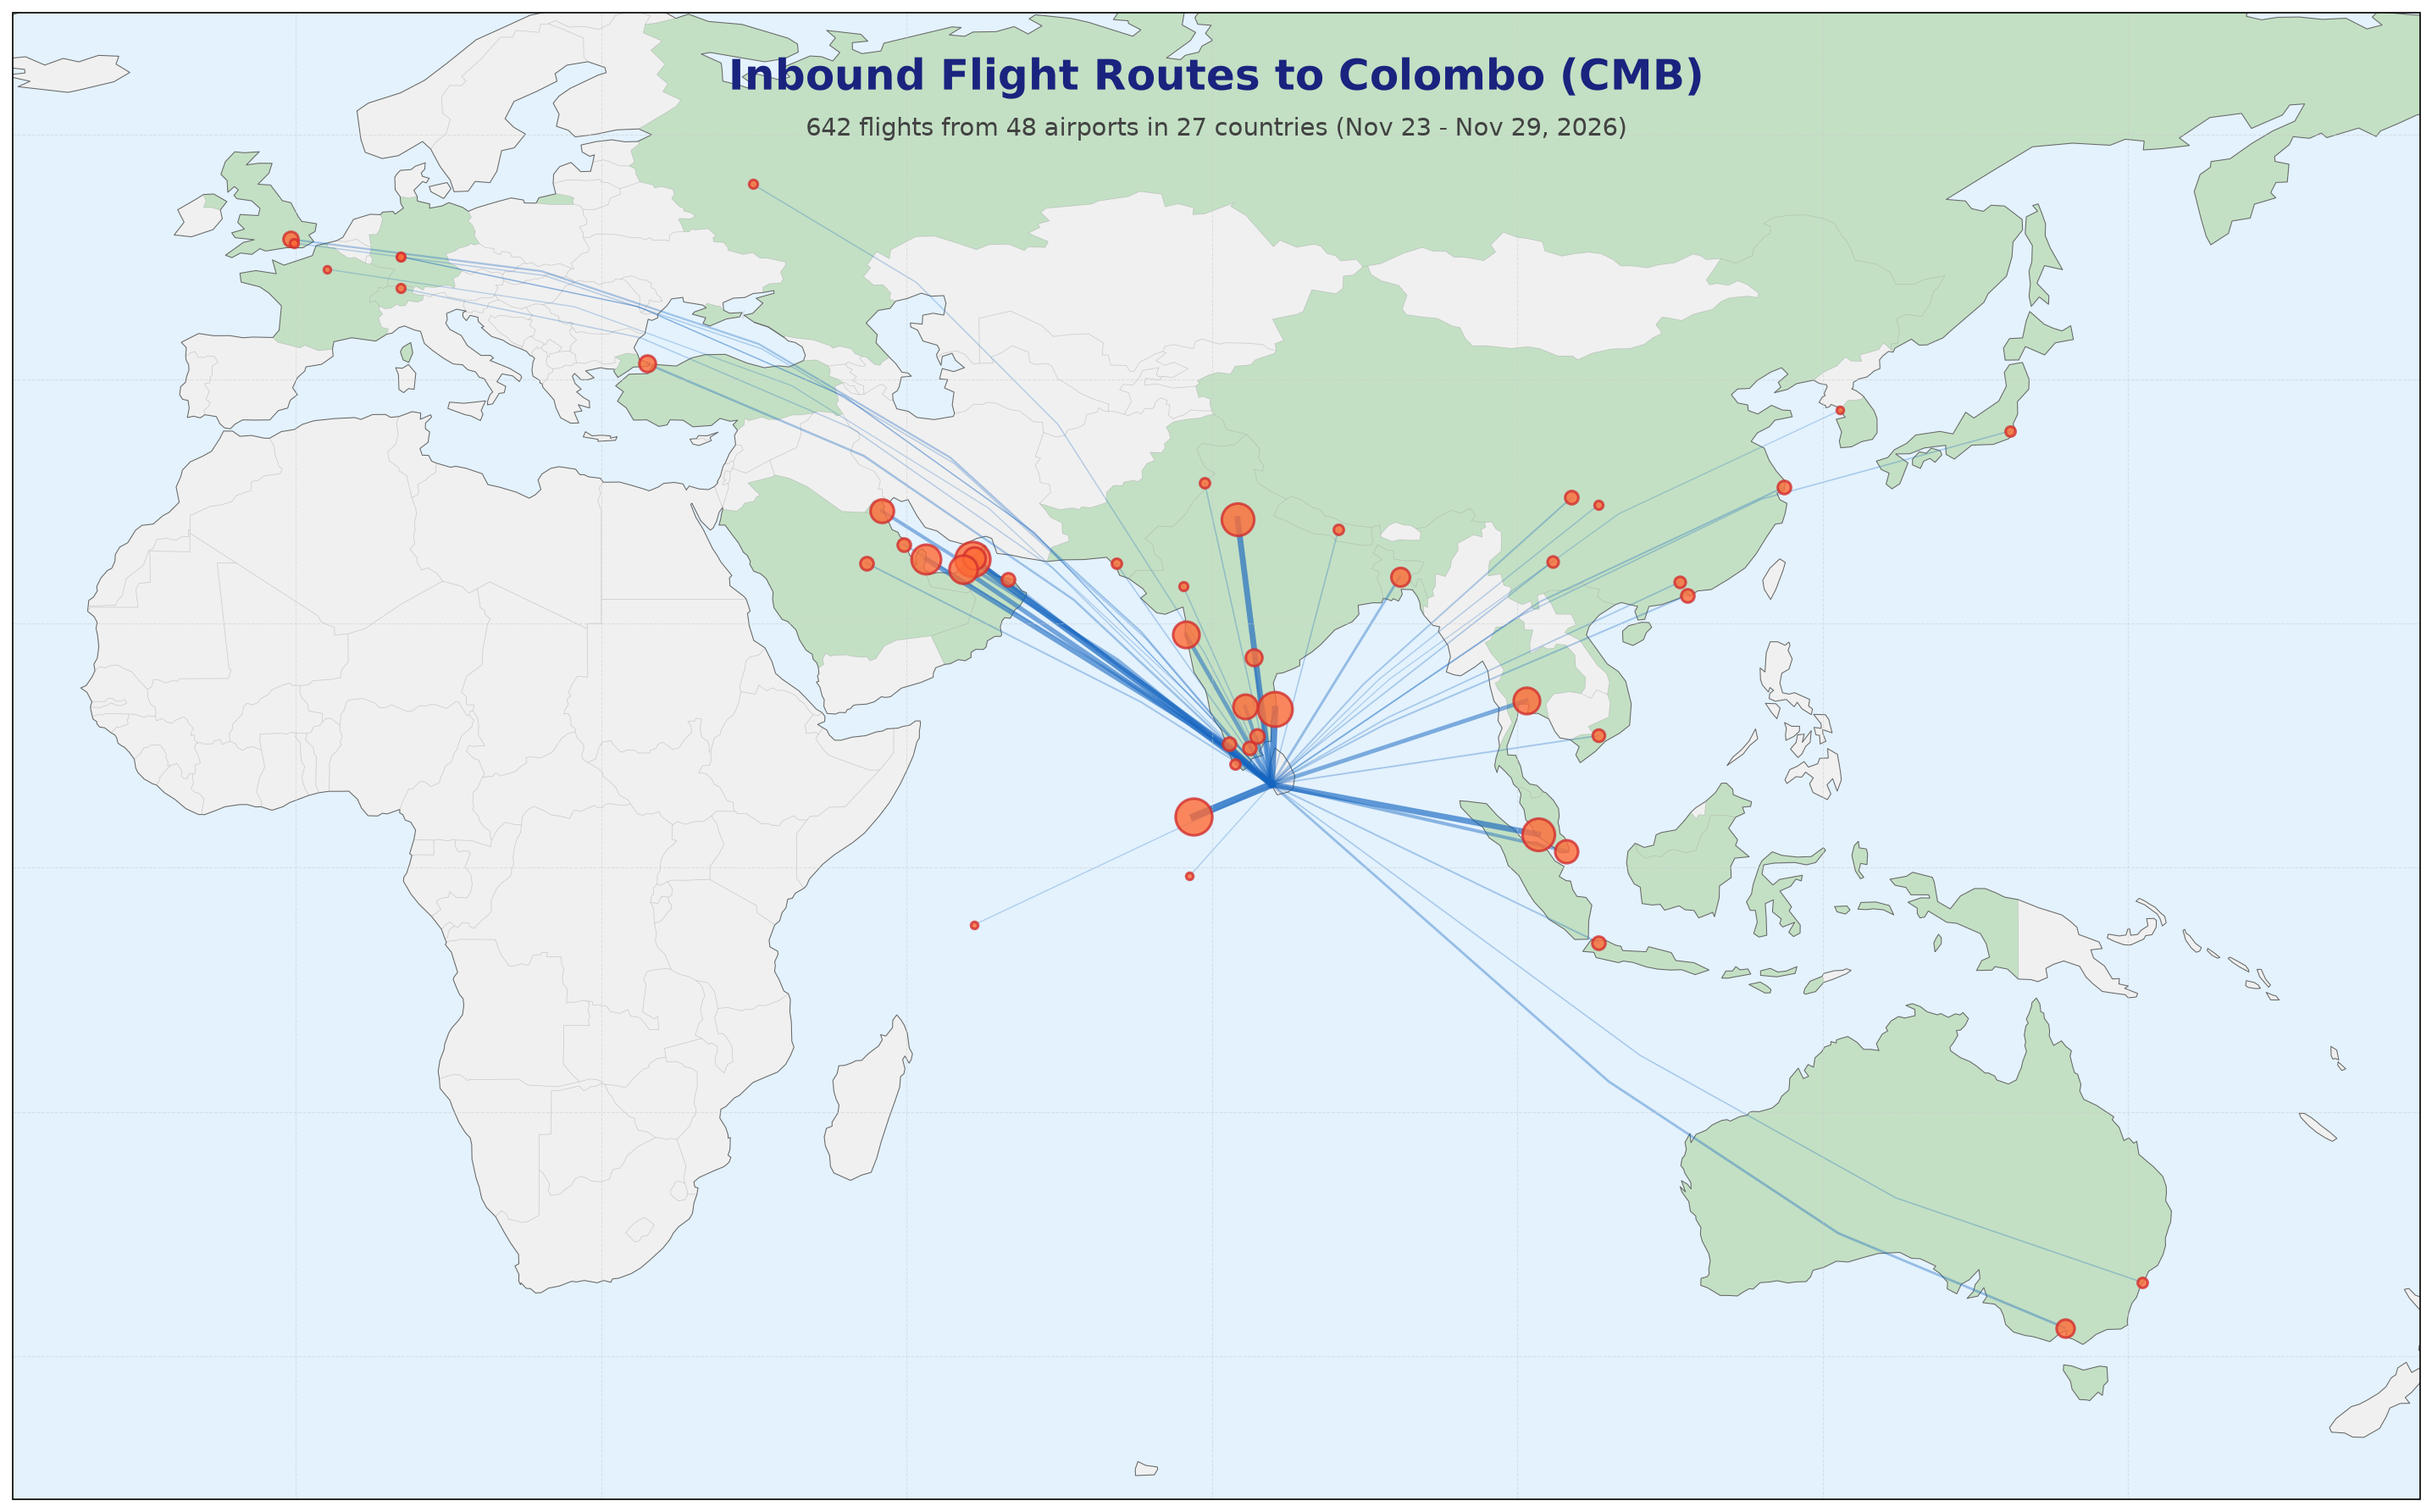 Inbound Flight Routes to Colombo (CMB)
642 flights from 48 airports in 27 countries (Nov 23 - Nov 29, 2026)